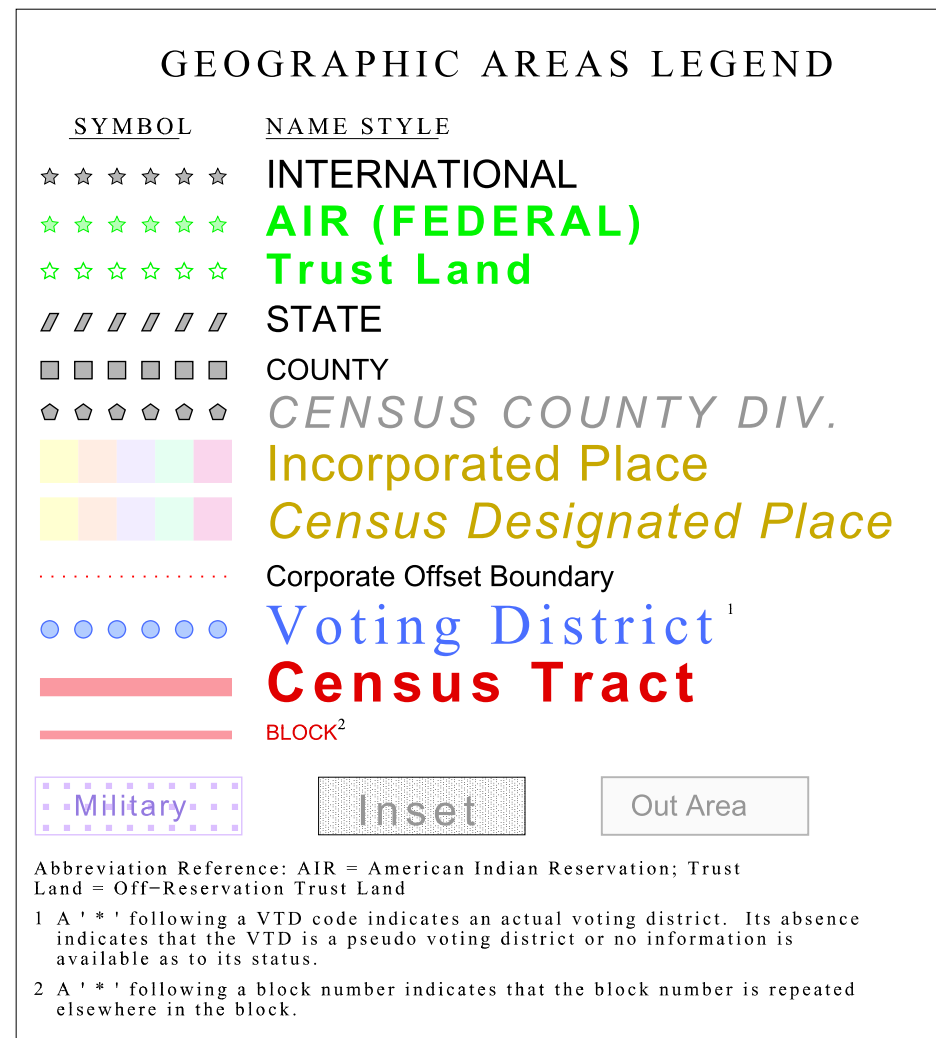 GEOGRAPHIC AREAS LEGEND
SYMBOL NAME STYLE
INTERNATIONAL
AIR (FEDERAL)
Trust Land
STATE
COUNTY
CENSUS COUNTY DIV.
Incorporated Place
Census Designated Place
Corporate Offset Boundary
Voting District 1
Census Tract
BLOCK2
Military Inset Out Area
Abbreviation Reference: AIR = American Indian Reservation; Trust
Land = Off−Reservation Trust Land
1 A ' * ' following a VTD code indicates an actual voting district. Its absence
indicates that the VTD is a pseudo voting district or no information is
available as to its status.
2 A ' * ' following a block number indicates that the block number is repeated
elsewhere in the block.